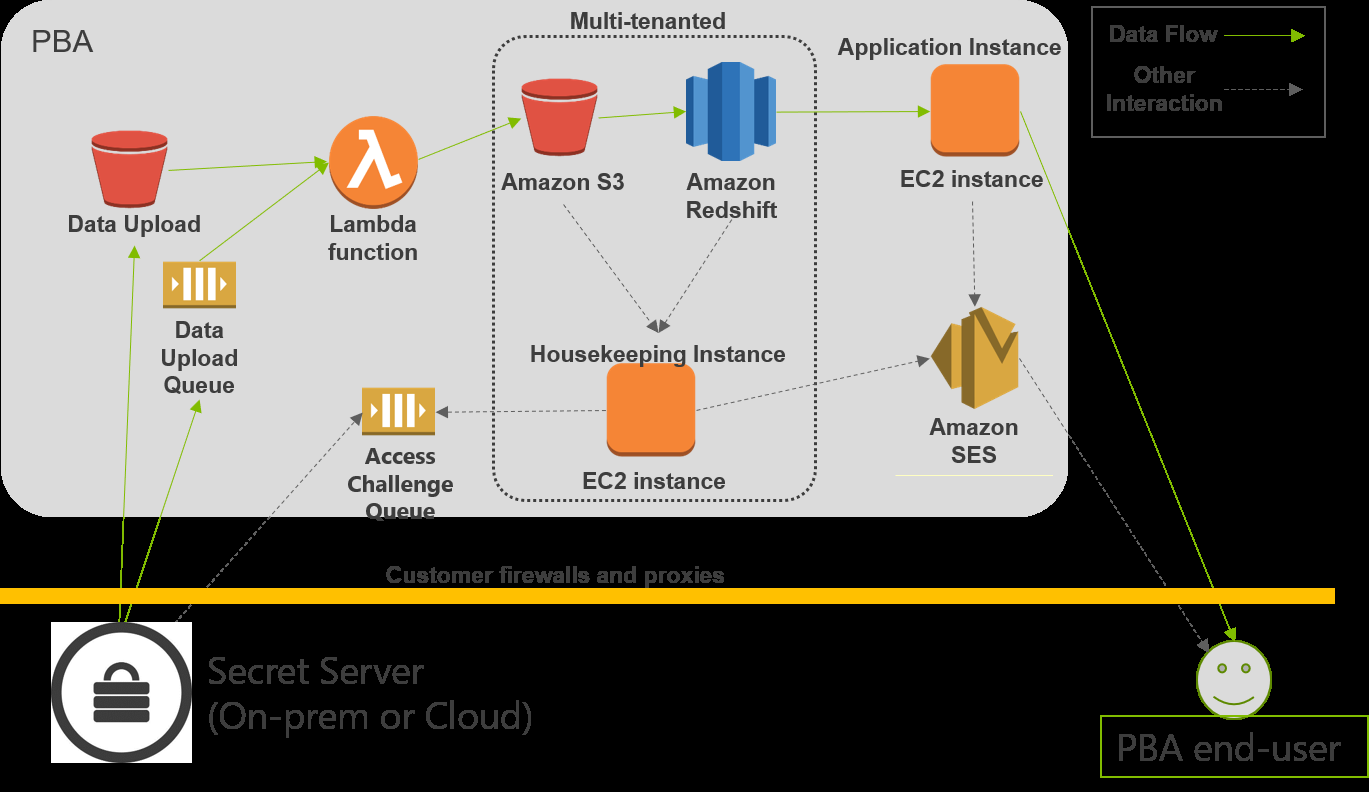 Multi-tenanted
PBA
Application Instance
Data Flow
Other
Interaction
Amazon S3
Amazon
Redshift
EC2 instance
Data Upload
Lambda
function
Data
Upload
Queue
Housekeeping Instance
EC2 instance
Access
Challenge
Queue
Amazon
SES
Customer firewalls and proxies
Secret Server
(On-prem or Cloud)
PBA end-user